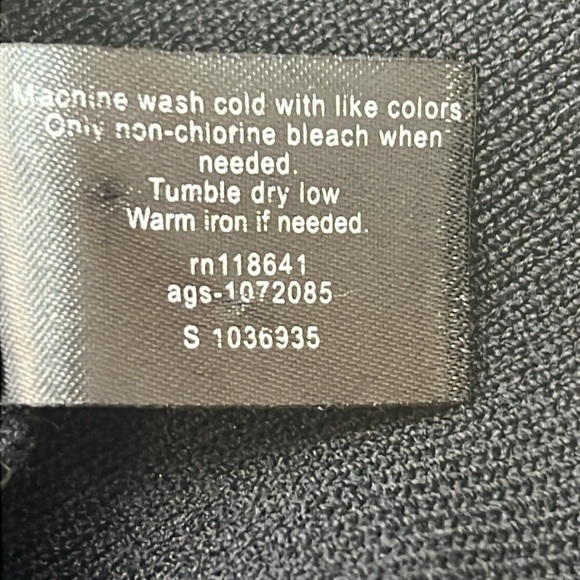 Machine wash cold with like colors
Only non-chlorine bleach when
needed.
Tumble dry low
Warm iron if needed.
rn118641
ags-1072085
S 1036935